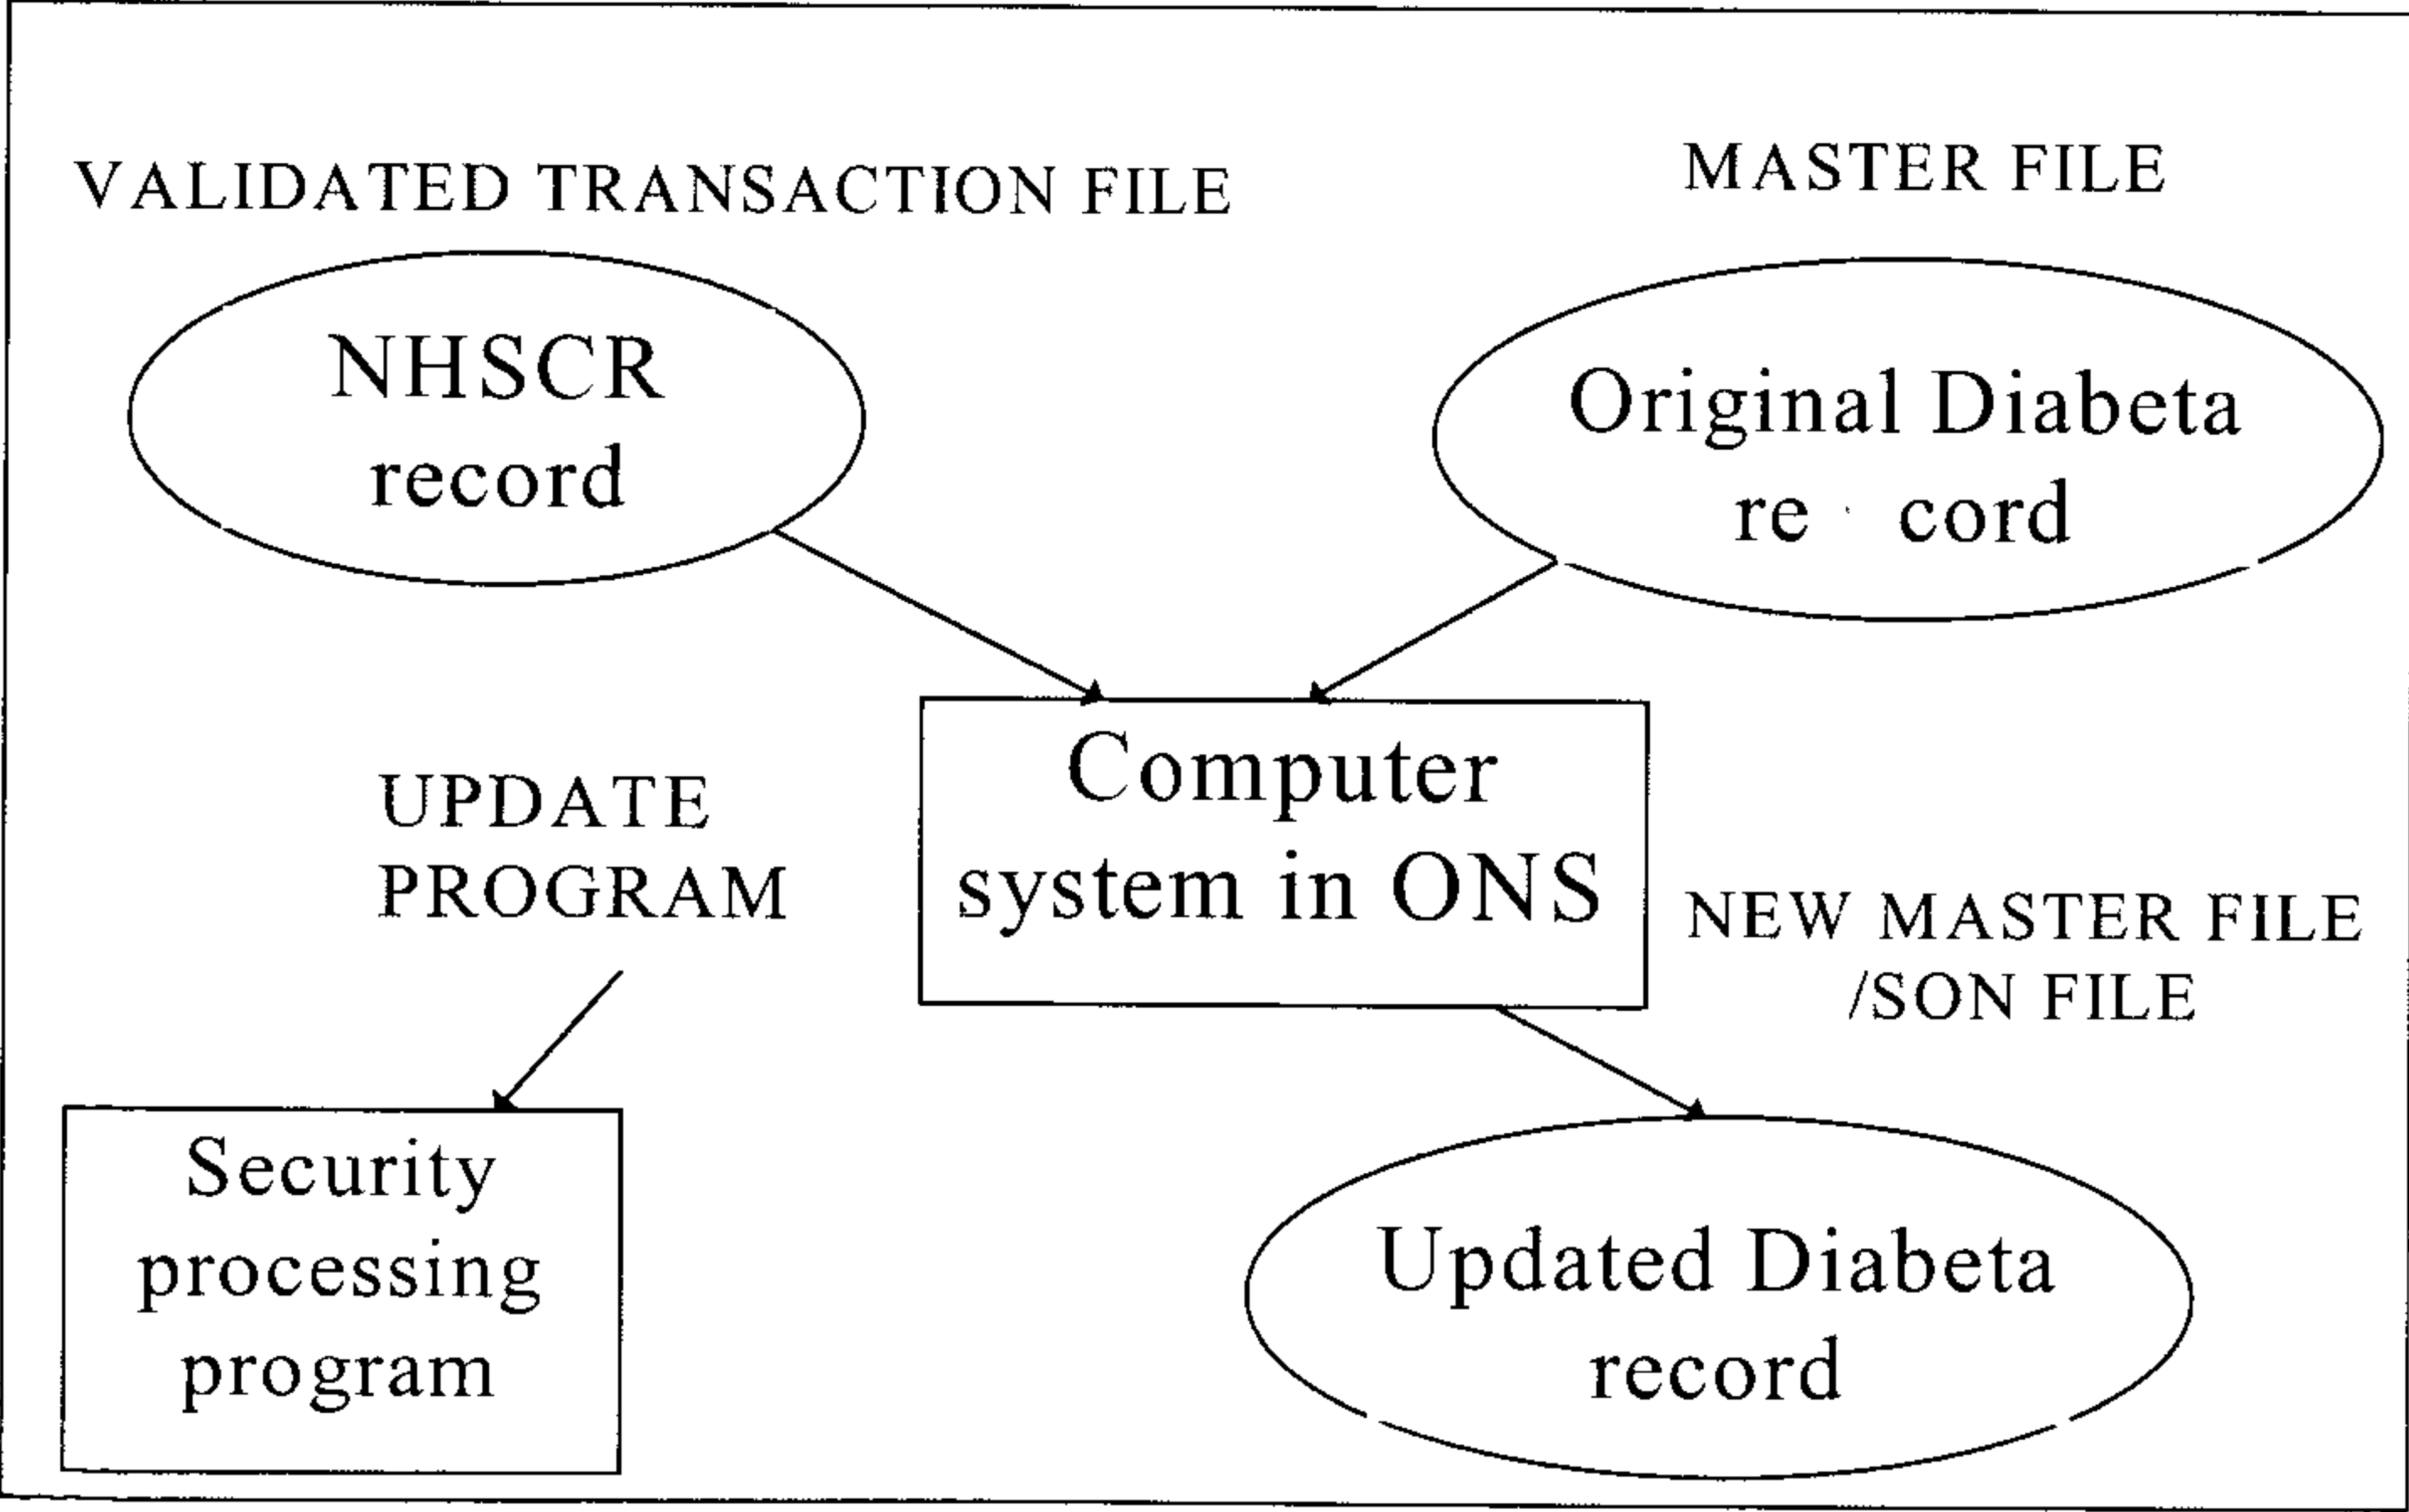 VALIDATED TRANSACTION FILE
MASTER FILE
NHSCR
record
Original Diabeta
re cord
Computer
system in ONS
UPDATE
PROGRAM
NEW MASTER FILE
/SON FILE
Security
processing
program
Updated Diabeta
record